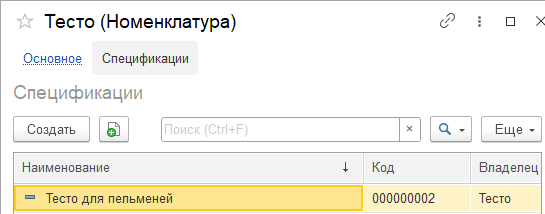 Тесто (Номенклатура)
Основное Спецификации
Спецификации
Создать Поиск (Ctrl+F) × Еще
Наименование ↓ Код Владелец
Тесто для пельменей 000000002 Тесто